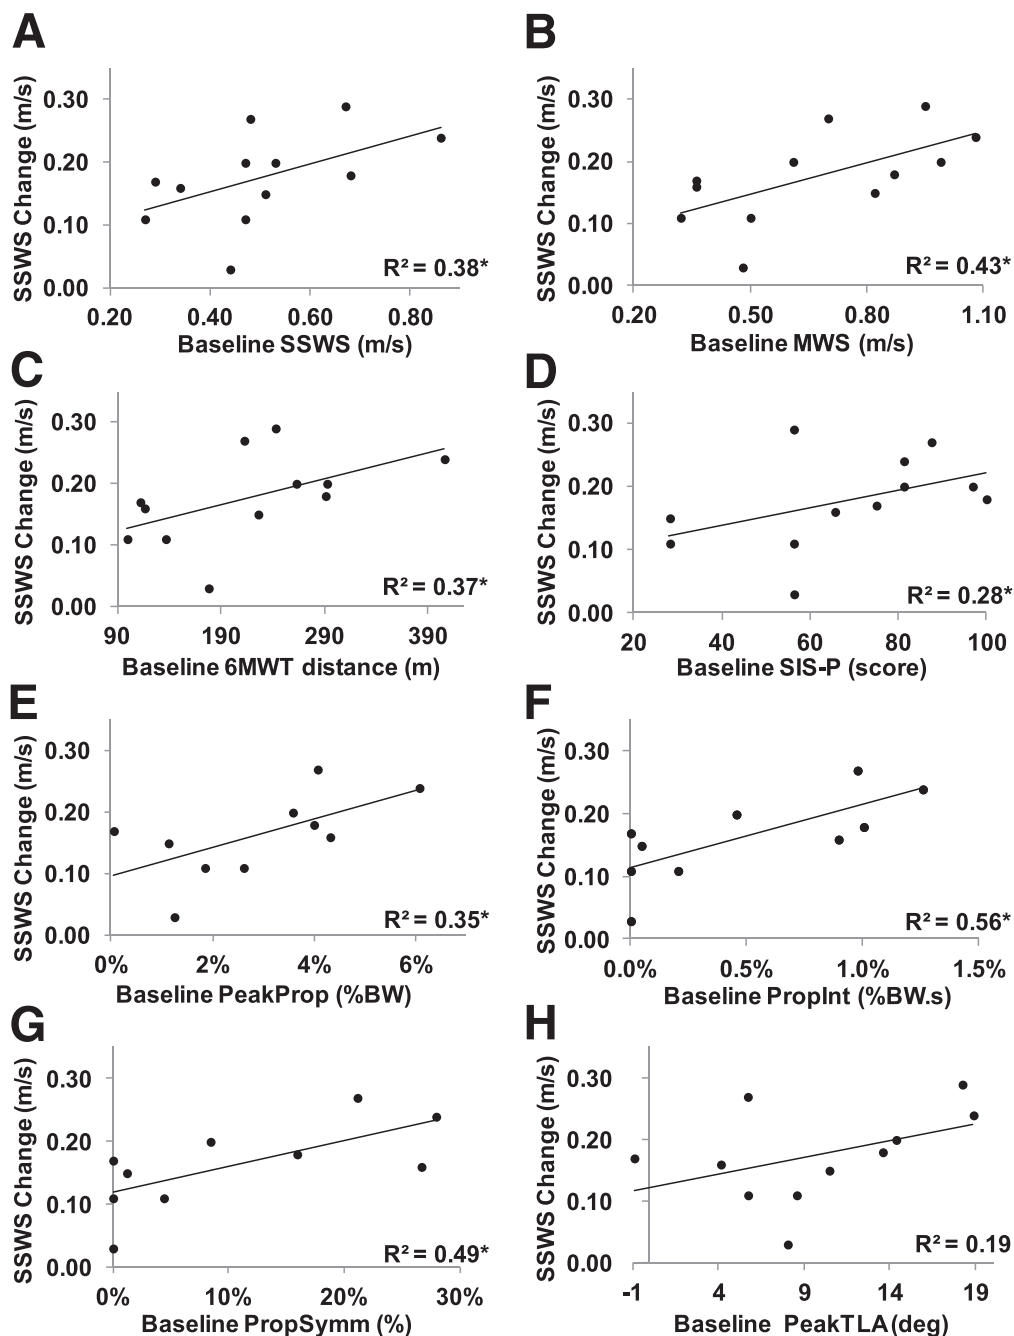 A
SSWS Change (m/s)
0.30
0.20
0.10
0.00
R² = 0.38*
0.20 0.40 0.60 0.80
Baseline SSWS (m/s)
B
SSWS Change (m/s)
0.30
0.20
0.10
0.00
R² = 0.43*
0.20 0.50 0.80 1.10
Baseline MWS (m/s)
C
SSWS Change (m/s)
0.30
0.20
0.10
0.00
R² = 0.37*
90 190 290 390
Baseline 6MWT distance (m)
D
SSWS Change (m/s)
0.30
0.20
0.10
0.00
R² = 0.28*
20 40 60 80 100
Baseline SIS-P (score)
E
SSWS Change (m/s)
0.30
0.20
0.10
0.00
R² = 0.35*
0% 2% 4% 6%
Baseline PeakProp (%BW)
F
SSWS Change (m/s)
0.30
0.20
0.10
0.00
R² = 0.56*
0.0% 0.5% 1.0% 1.5%
Baseline PropInt (%BW.s)
G
SSWS Change (m/s)
0.30
0.20
0.10
0.00
R² = 0.49*
0% 10% 20% 30%
Baseline PropSymm (%)
H
SSWS Change (m/s)
0.30
0.20
0.10
0.00
R² = 0.19
-1 4 9 14 19
Baseline PeakTLA (deg)